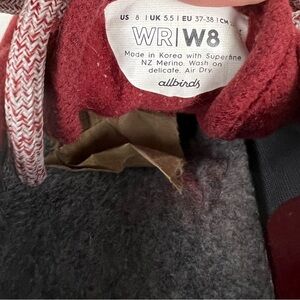 US 8 | UK 5.5 | EU 37-38 | CM
WR|W8
Made in Korea with Superfine
NZ Merino. Wash on
delicate. Air Dry
allbirds